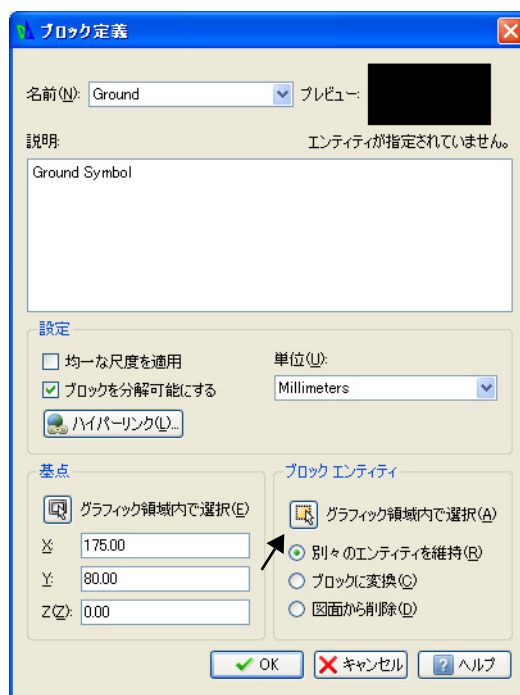 ブロック定義
名前(N): Ground プレビュー:
説明: エンティティが指定されていません。
Ground Symbol
設定
均一な尺度を適用
ブロックを分解可能にする
ハイパーリンク(L)...
単位(U):
Millimeters
基点
グラフィック領域内で選択(E)
X: 175.00
Y: 80.00
Z(Z): 0.00
ブロック エンティティ
グラフィック領域内で選択(A)
別々のエンティティを維持(R)
ブロックに変換(C)
図面から削除(D)
OK キャンセル ヘルプ